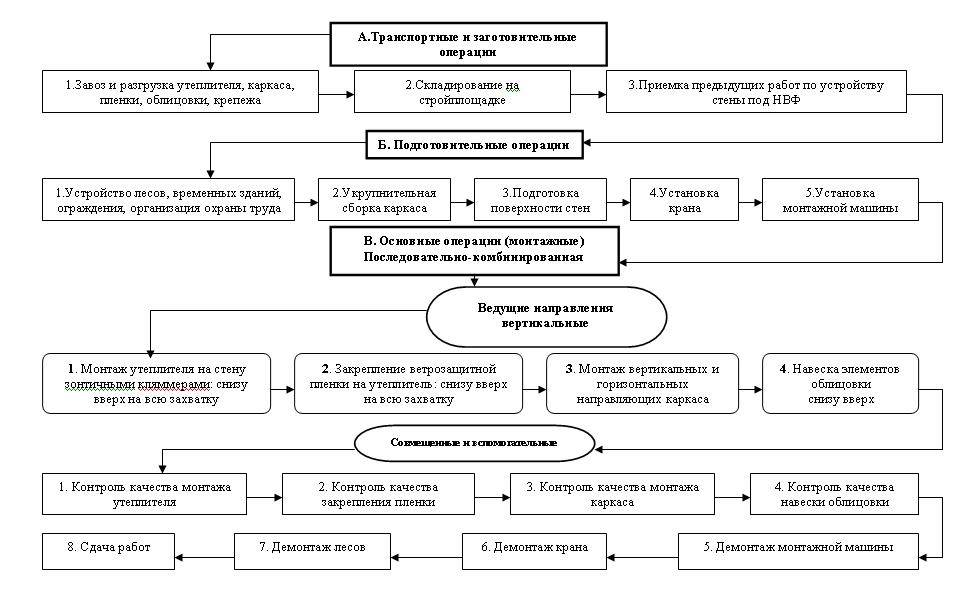 А.Транспортные и заготовительные
операции
1.Завоз и разгрузка утеплителя, каркаса,
пленки, облицовки, крепежа
2.Складирование на
стройплощадке
3.Приемка предыдущих работ по устройству
стены под НВФ
Б. Подготовительные операции
1.Устройство лесов, временных зданий,
ограждения, организация охраны труда
2.Укрупнительная
сборка каркаса
3.Подготовка
поверхности стен
4.Установка
крана
5.Установка
монтажной машины
В. Основные операции (монтажные)
Последовательно-комбинированная
Ведущие направления
вертикальные
1. Монтаж утеплителя на стену
зонтичными кляммерами: снизу
вверх на всю захватку
2. Закрепление ветрозащитной
пленки на утеплитель: снизу вверх
на всю захватку
3. Монтаж вертикальных и
горизонтальных
направляющих каркаса
4. Навеска элементов
облицовки
снизу вверх
Совмещенные и вспомогательные
1. Контроль качества монтажа
утеплителя
2. Контроль качества
закрепления пленки
3. Контроль качества монтажа
каркаса
4. Контроль качества
навески облицовки
8. Сдача работ
7. Демонтаж лесов
6. Демонтаж крана
5. Демонтаж монтажной машины